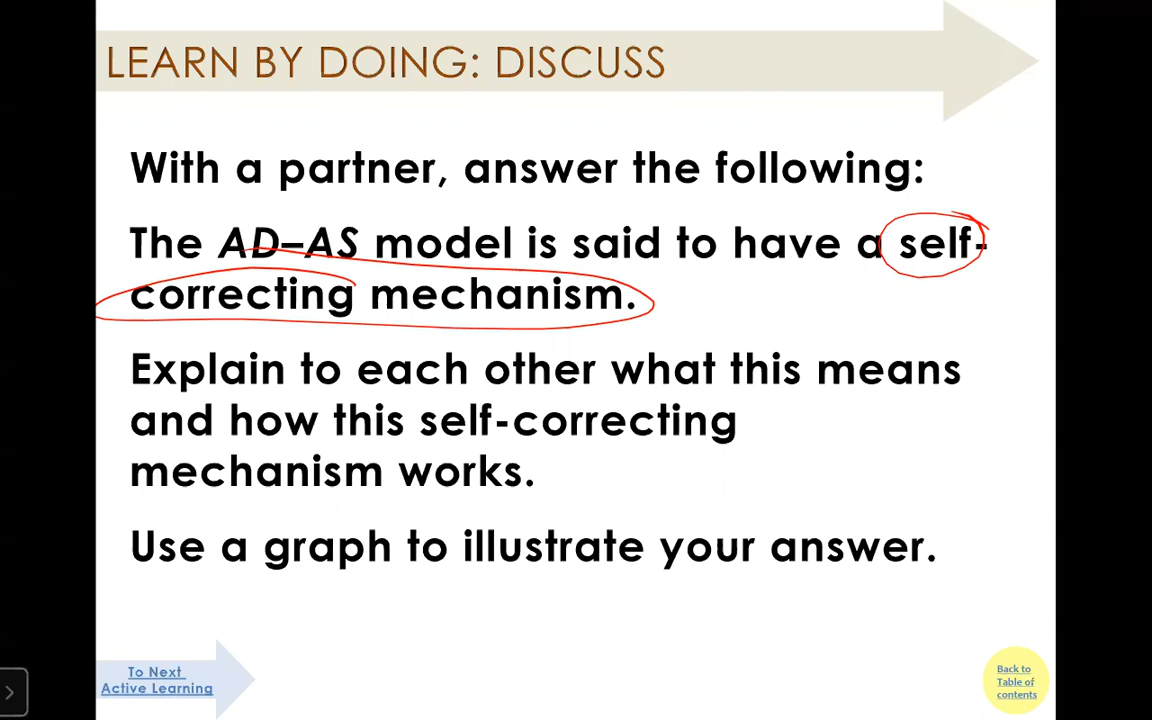 LEARN BY DOING: DISCUSS
With a partner, answer the following:
The AD–AS model is said to have a self-
correcting mechanism.
Explain to each other what this means
and how this self-correcting
mechanism works.
Use a graph to illustrate your answer.
To Next
Active Learning
Back to
Table of
contents